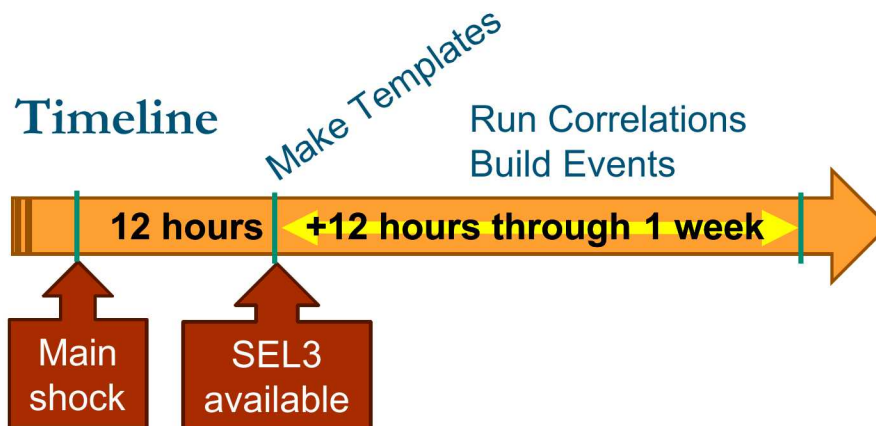 Timeline
Make Templates
Run Correlations
Build Events
12 hours
+12 hours through 1 week
Main
shock
SEL3
available